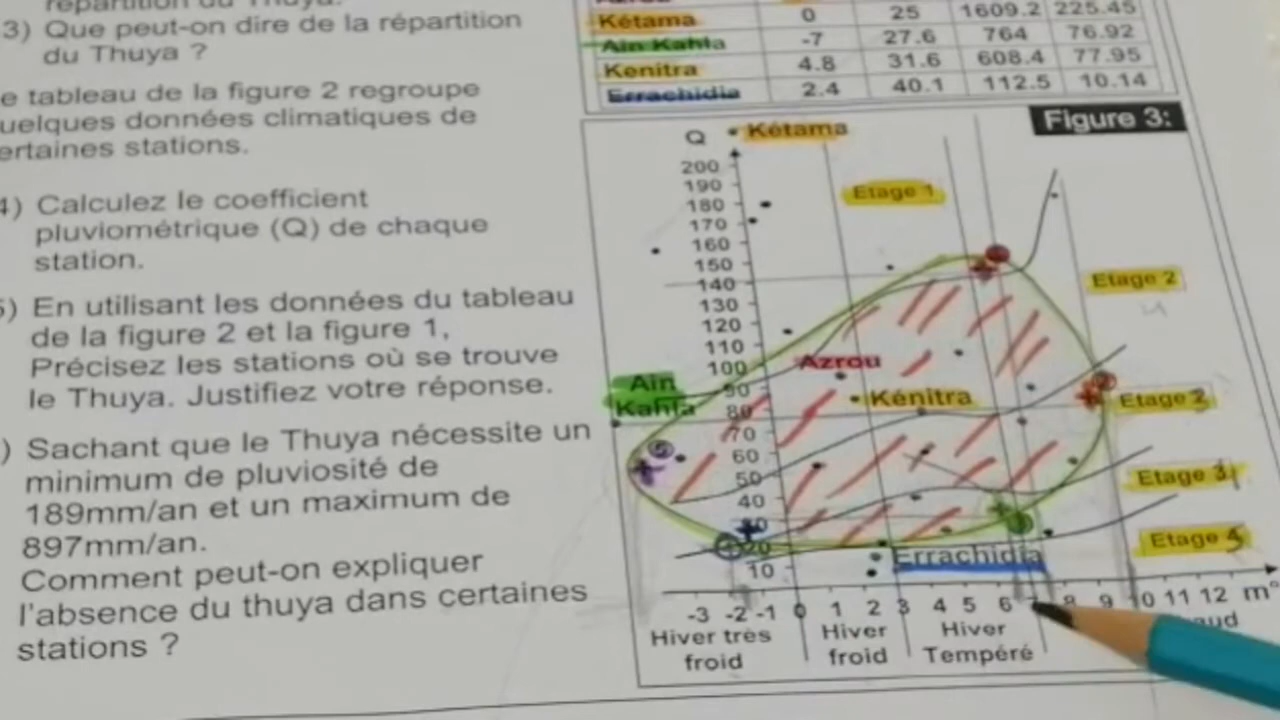 répartition du Thuya.
3) Que peut-on dire de la répartition
du Thuya ?
e tableau de la figure 2 regroupe
uelques données climatiques de
ertaines stations.
4) Calculez le coefficient
pluviométrique (Q) de chaque
station.
5) En utilisant les données du tableau
de la figure 2 et la figure 1,
Précisez les stations où se trouve
le Thuya. Justifiez votre réponse.
) Sachant que le Thuya nécessite un
minimum de pluviosité de
189mm/an et un maximum de
897mm/an.
Comment peut-on expliquer
l'absence du thuya dans certaines
stations ?
Kétama 0 25 1609.2 225.45
Ain Kahla -7 27.6 764 76.92
Kenitra 4.8 31.6 608.4 77.95
Errachidia 2.4 40.1 112.5 10.14
Figure 3:
Q
Kétama
200
190
180
170
160
150
140
130
120
110
100
90
80
70
60
50
40
30
20
10
Etage 1
Etage 2
Azrou
Ain
Kahla
Kénitra
Etage
Etage
Etage
Errachidia
-3 -2 -1 0 1 2 3 4 5 6 7 8 9 10 11 12 m°
Hiver très
froid
Hiver
froid
Hiver
Tempéré
aud